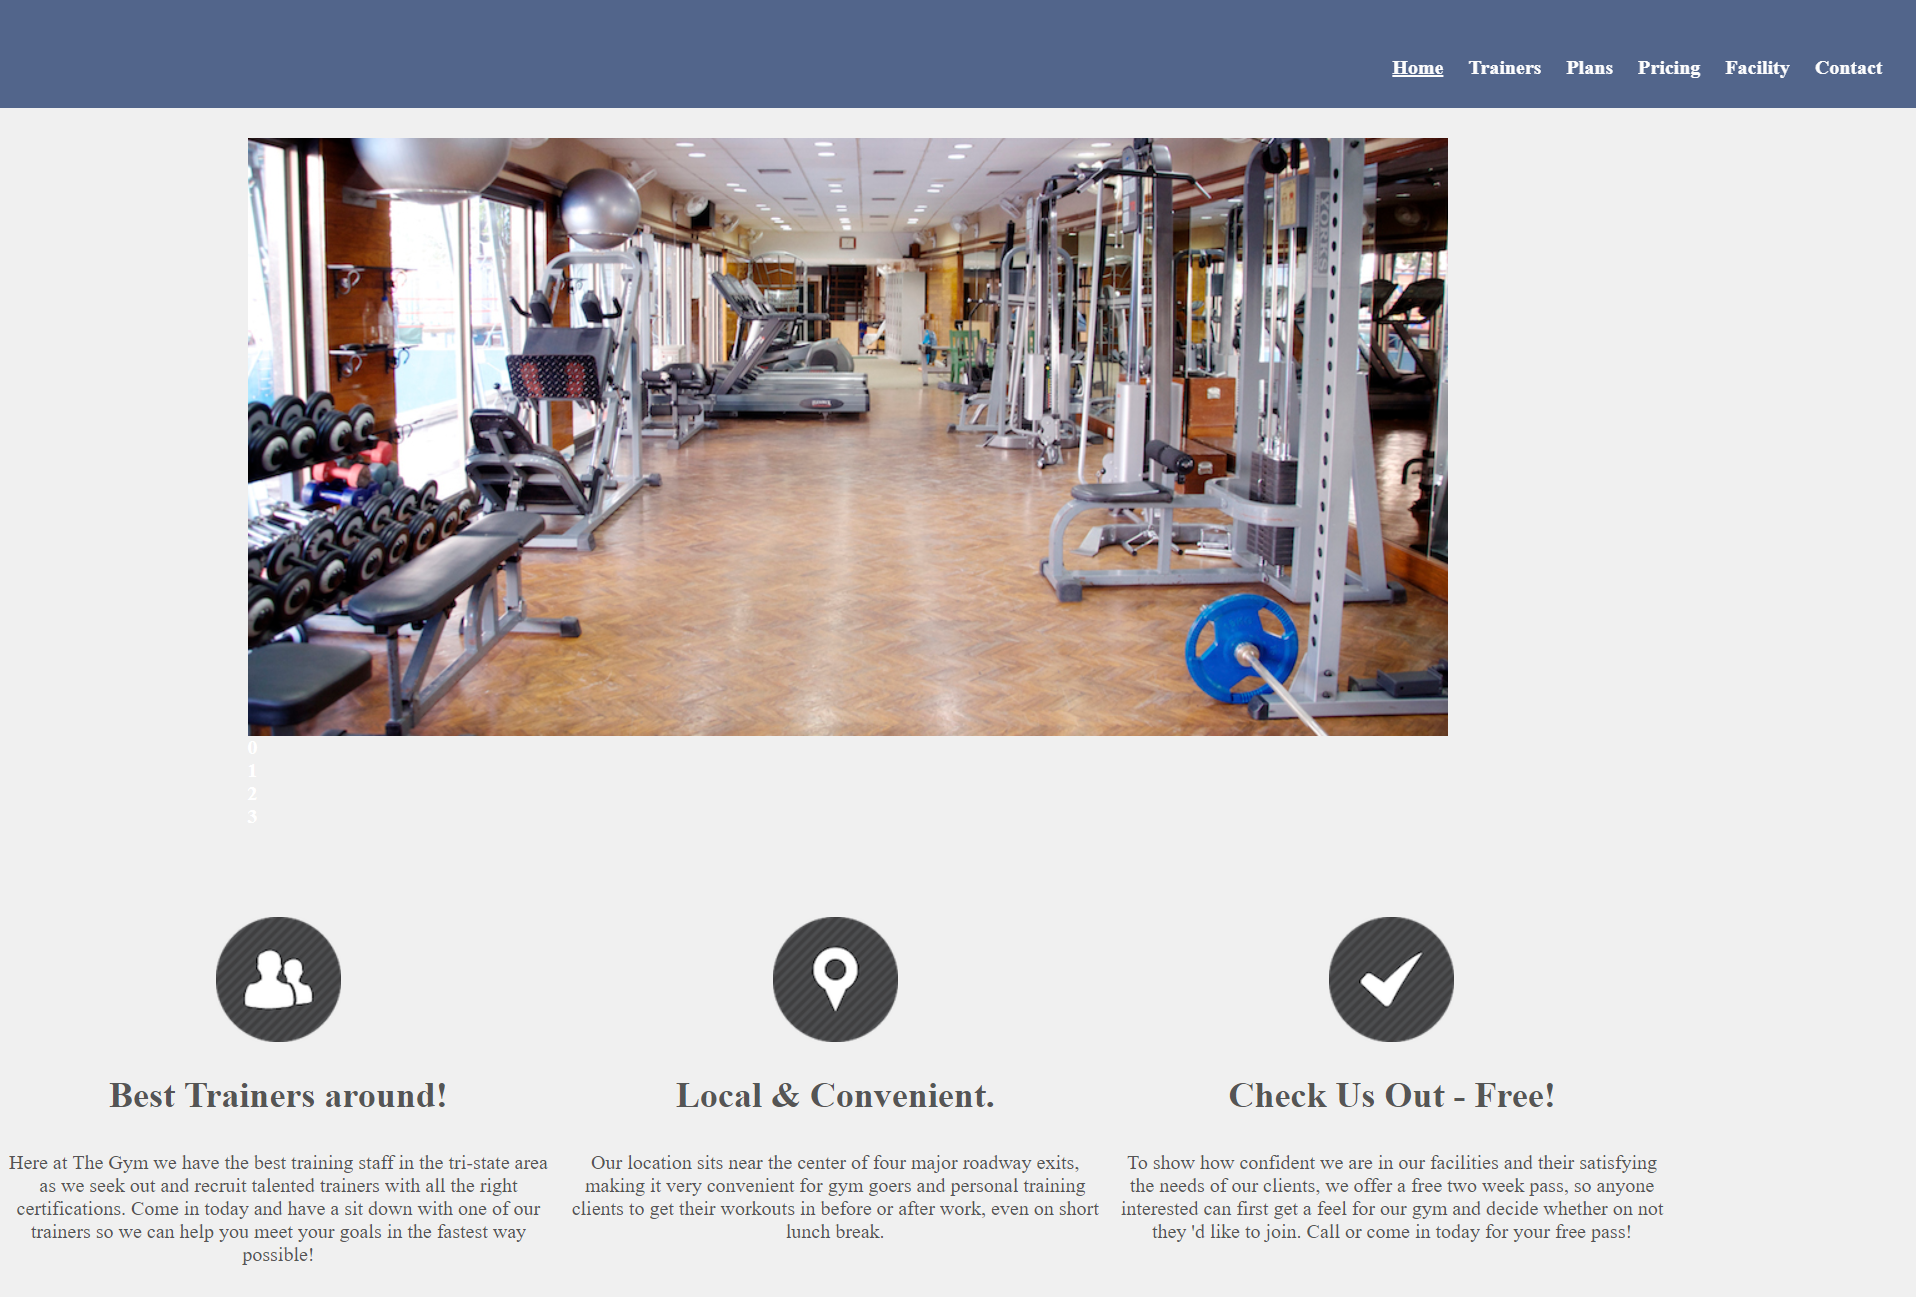 Home Trainers Plans Pricing Facility Contact
YORK
0
1
2
3
Best Trainers around!
Here at The Gym we have the best training staff in the tri-state area
as we seek out and recruit talented trainers with all the right
certifications. Come in today and have a sit down with one of our
trainers so we can help you meet your goals in the fastest way
possible!
Local & Convenient.
Our location sits near the center of four major roadway exits,
making it very convenient for gym goers and personal training
clients to get their workouts in before or after work, even on short
lunch break.
Check Us Out - Free!
To show how confident we are in our facilities and their satisfying
the needs of our clients, we offer a free two week pass, so anyone
interested can first get a feel for our gym and decide whether on not
they 'd like to join. Call or come in today for your free pass!